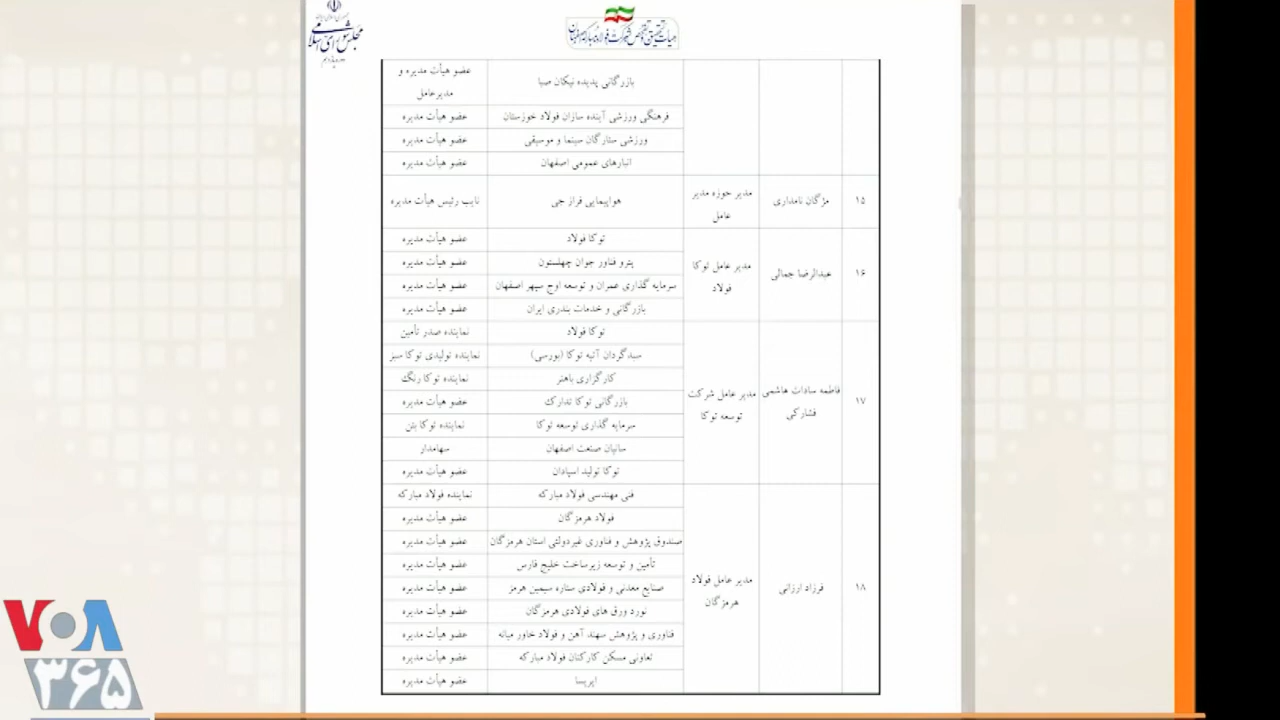 مجلس شورای اسلامی
هیأت تحقیق و تفحص شرکت فولاد مبارکه اصفهان
بازرگانی پدیده نیکان صبا
عضو هیأت مدیره و
مدیرعامل
فرهنگی ورزشی آینده سازان فولاد خوزستان
عضو هیأت مدیره
ورزشی ستارگان سینما و موسیقی
عضو هیأت مدیره
انبارهای عمومی اصفهان
عضو هیأت مدیره
۱۵
مژگان نامداری
مدیر حوزه مدیر
عامل
هواپیمایی فراز جی
نایب رئیس هیأت مدیره
۱۶
عبدالرضا جمالی
مدیر عامل توکا
فولاد
توکا فولاد
عضو هیأت مدیره
پترو فناور جوان چهلستون
عضو هیأت مدیره
سرمایه گذاری عمران و توسعه اوج سپهر اصفهان
عضو هیأت مدیره
بازرگانی و خدمات بندری ایران
عضو هیأت مدیره
۱۷
فاطمه سادات هاشمی
فشارکی
مدیر عامل شرکت
توسعه توکا
توکا فولاد
نماینده صدر تأمین
سبدگردان آتیه توکا (بورسی)
نماینده تولیدی توکا سبز
کارگزاری باهنر
نماینده توکا رنگ
بازرگانی توکا تدارک
عضو هیأت مدیره
سرمایه گذاری توسعه توکا
نماینده توکا بتن
سانیان صنعت اصفهان
سهامدار
توکا تولید اسپادان
عضو هیأت مدیره
۱۸
فرزاد ارزانی
مدیر عامل فولاد
هرمزگان
فنی مهندسی فولاد مبارکه
نماینده فولاد مبارکه
فولاد هرمزگان
عضو هیأت مدیره
صندوق پژوهش و فناوری غیردولتی استان هرمزگان
عضو هیأت مدیره
تأمین و توسعه زیرساخت خلیج فارس
عضو هیأت مدیره
صنایع معدنی و فولادی ستاره سیمین هرمز
عضو هیأت مدیره
نورد ورق های فولادی هرمزگان
عضو هیأت مدیره
فناوری و پژوهش سهند آهن و فولاد خاور میانه
عضو هیأت مدیره
تعاونی مسکن کارکنان فولاد مبارکه
عضو هیأت مدیره
ایریسا
عضو هیأت مدیره
VOA
۳۶۵